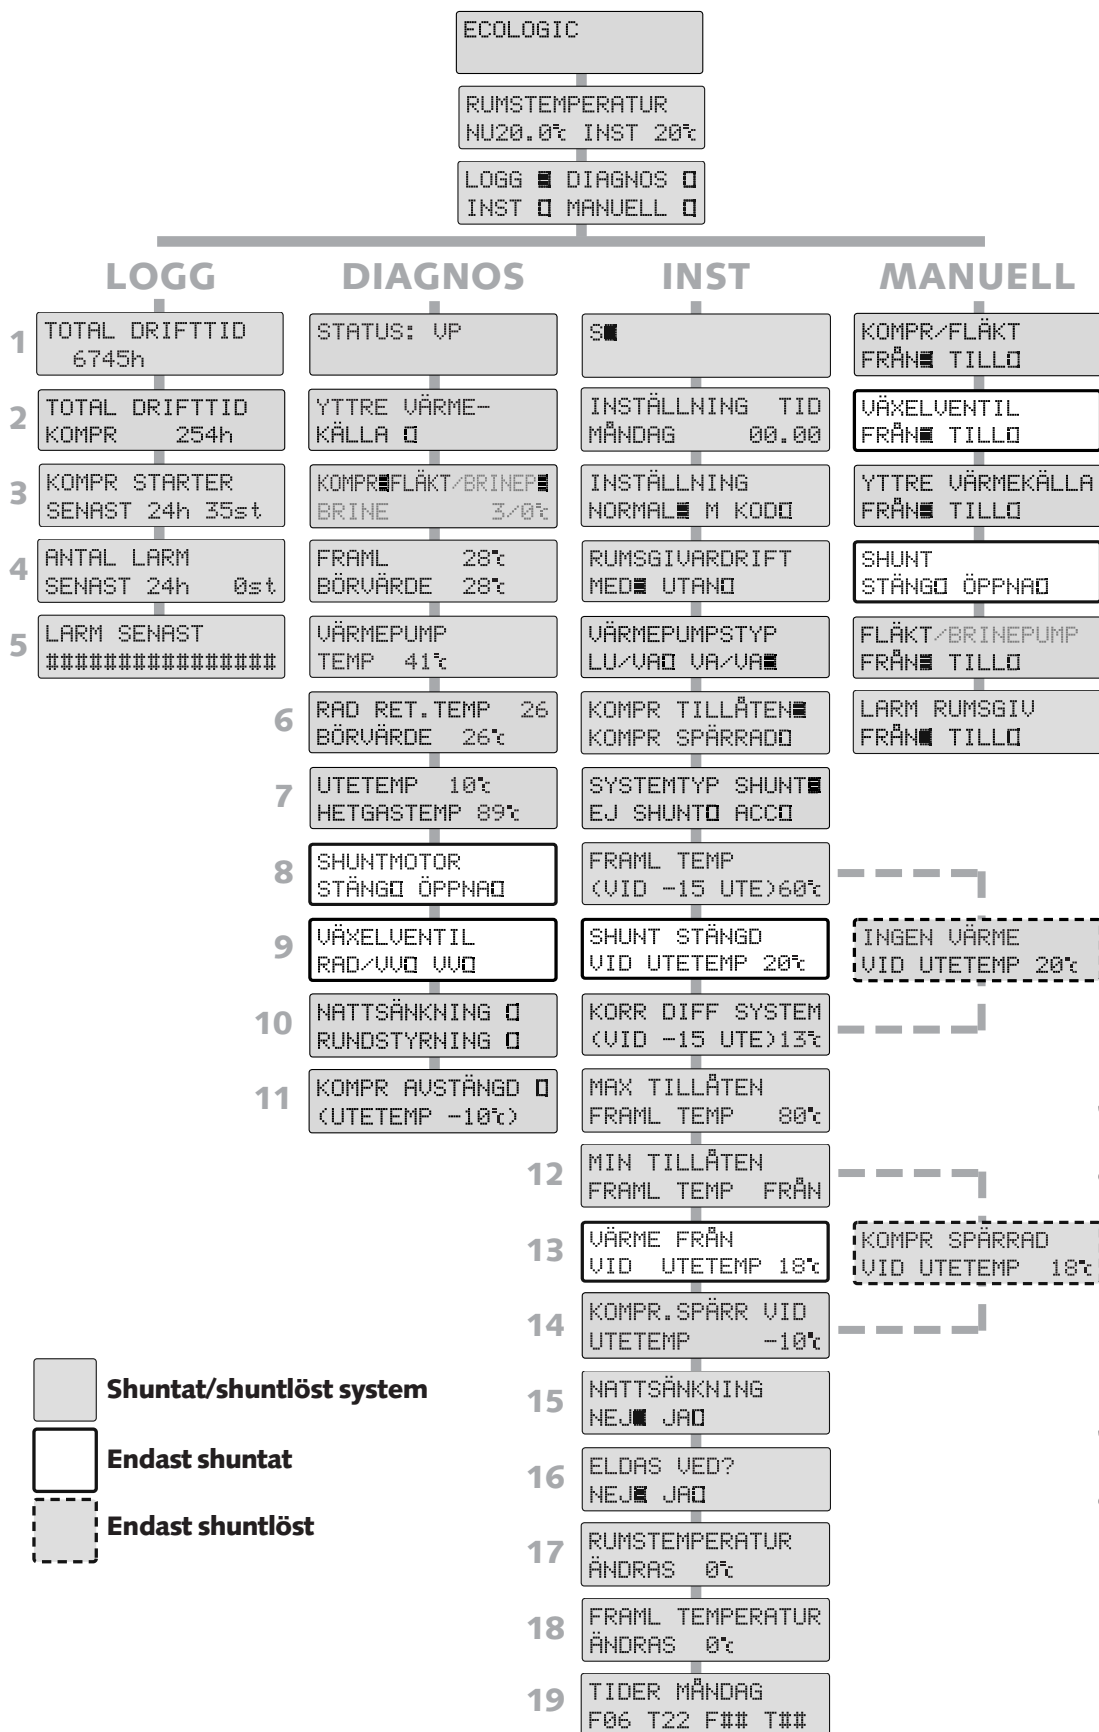 ECOLOGIC
RUMSTEMPERATUR
NU20.0°c INST 20°c
LOGG ■ DIAGNOS □
INST □ MANUELL □
LOGG
DIAGNOS
INST
MANUELL
1
TOTAL DRIFTTID
6745h
STATUS: VP
S■
KOMPR/FLÄKT
FRÅN■ TILL□
2
TOTAL DRIFTTID
KOMPR 254h
YTTRE VÄRME-
KÄLLA □
INSTÄLLNING TID
MÅNDAG 00.00
VÄXELVENTIL
FRÅN■ TILL□
3
KOMPR STARTER
SENAST 24h 35st
KOMPR■FLÄKT/BRINEP■
BRINE 3/0°c
INSTÄLLNING
NORMAL■ M KOD□
YTTRE VÄRMEKÄLLA
FRÅN■ TILL□
4
ANTAL LARM
SENAST 24h 0st
FRAML 28°c
BÖRVÄRDE 28°c
RUMSGIVARDRIFT
MED■ UTAN□
SHUNT
STÄNG□ ÖPPNA□
5
LARM SENAST
################
VÄRMEPUMP
TEMP 41°c
VÄRMEPUMPSTYP
LU/VA□ VA/VA■
FLÄKT/BRINEPUMP
FRÅN■ TILL□
6
RAD RET.TEMP 26
BÖRVÄRDE 26°c
KOMPR TILLÅTEN■
KOMPR SPÄRRAD□
LARM RUMSGIV
FRÅN■ TILL□
7
UTETEMP 10°c
HETGASTEMP 89°c
SYSTEMTYP SHUNT■
EJ SHUNT□ ACC□
8
SHUNTMOTOR
STÄNG□ ÖPPNA□
FRAML TEMP
(VID -15 UTE)60°c
9
VÄXELVENTIL
RAD/VV□ VV□
SHUNT STÄNGD
VID UTETEMP 20°c
INGEN VÄRME
VID UTETEMP 20°c
10
NATTSÄNKNING □
RUNDSTYRNING □
KORR DIFF SYSTEM
(VID -15 UTE)13°c
11
KOMPR AVSTÄNGD □
(UTETEMP -10°c)
MAX TILLÅTEN
FRAML TEMP 80°c
12
MIN TILLÅTEN
FRAML TEMP FRÅN
13
VÄRME FRÅN
VID UTETEMP 18°c
KOMPR SPÄRRAD
VID UTETEMP 18°c
14
KOMPR.SPÄRR VID
UTETEMP -10°c
Shuntat/shuntlöst system
15
NATTSÄNKNING
NEJ■ JA□
Endast shuntat
16
ELDAS VED?
NEJ■ JA□
Endast shuntlöst
17
RUMSTEMPERATUR
ÄNDRAS 0°c
18
FRAML TEMPERATUR
ÄNDRAS 0°c
19
TIDER MÅNDAG
F06 T22 F## T##